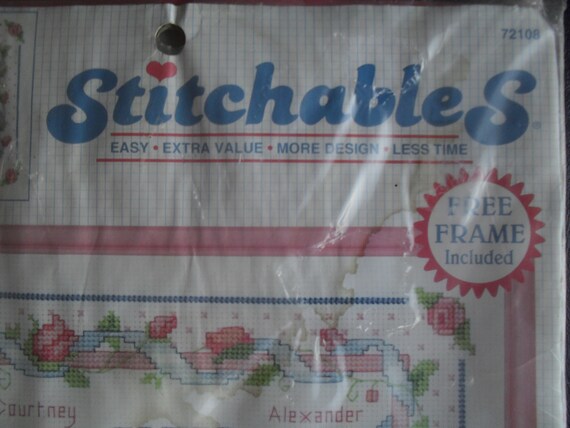 72108
Stitchables®
EASY • EXTRA VALUE • MORE DESIGN • LESS TIME
FREE
FRAME
Included
Courtney
Alexander